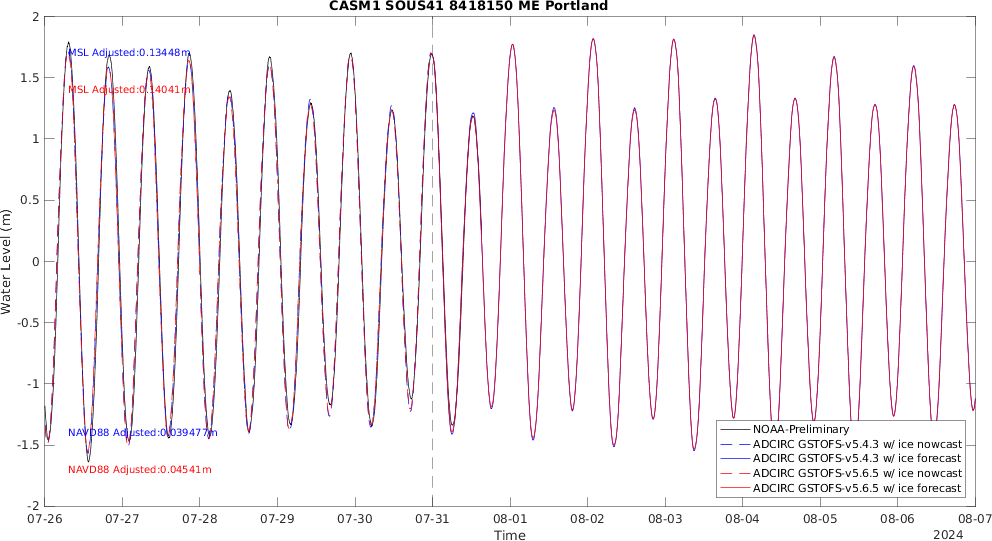 CASM1 SOUS41 8418150 ME Portland
2
1.5
1
0.5
0
-0.5
-1
-1.5
-2
Water Level (m)
MSL Adjusted:0.13448m
MSL Adjusted:0.14041m
NAVD88 Adjusted:0.039477m
NAVD88 Adjusted:0.04541m
NOAA-Preliminary
ADCIRC GSTOFS-v5.4.3 w/ ice nowcast
ADCIRC GSTOFS-v5.4.3 w/ ice forecast
ADCIRC GSTOFS-v5.6.5 w/ ice nowcast
ADCIRC GSTOFS-v5.6.5 w/ ice forecast
07-26 07-27 07-28 07-29 07-30 07-31 08-01 08-02 08-03 08-04 08-05 08-06 08-07
Time
2024